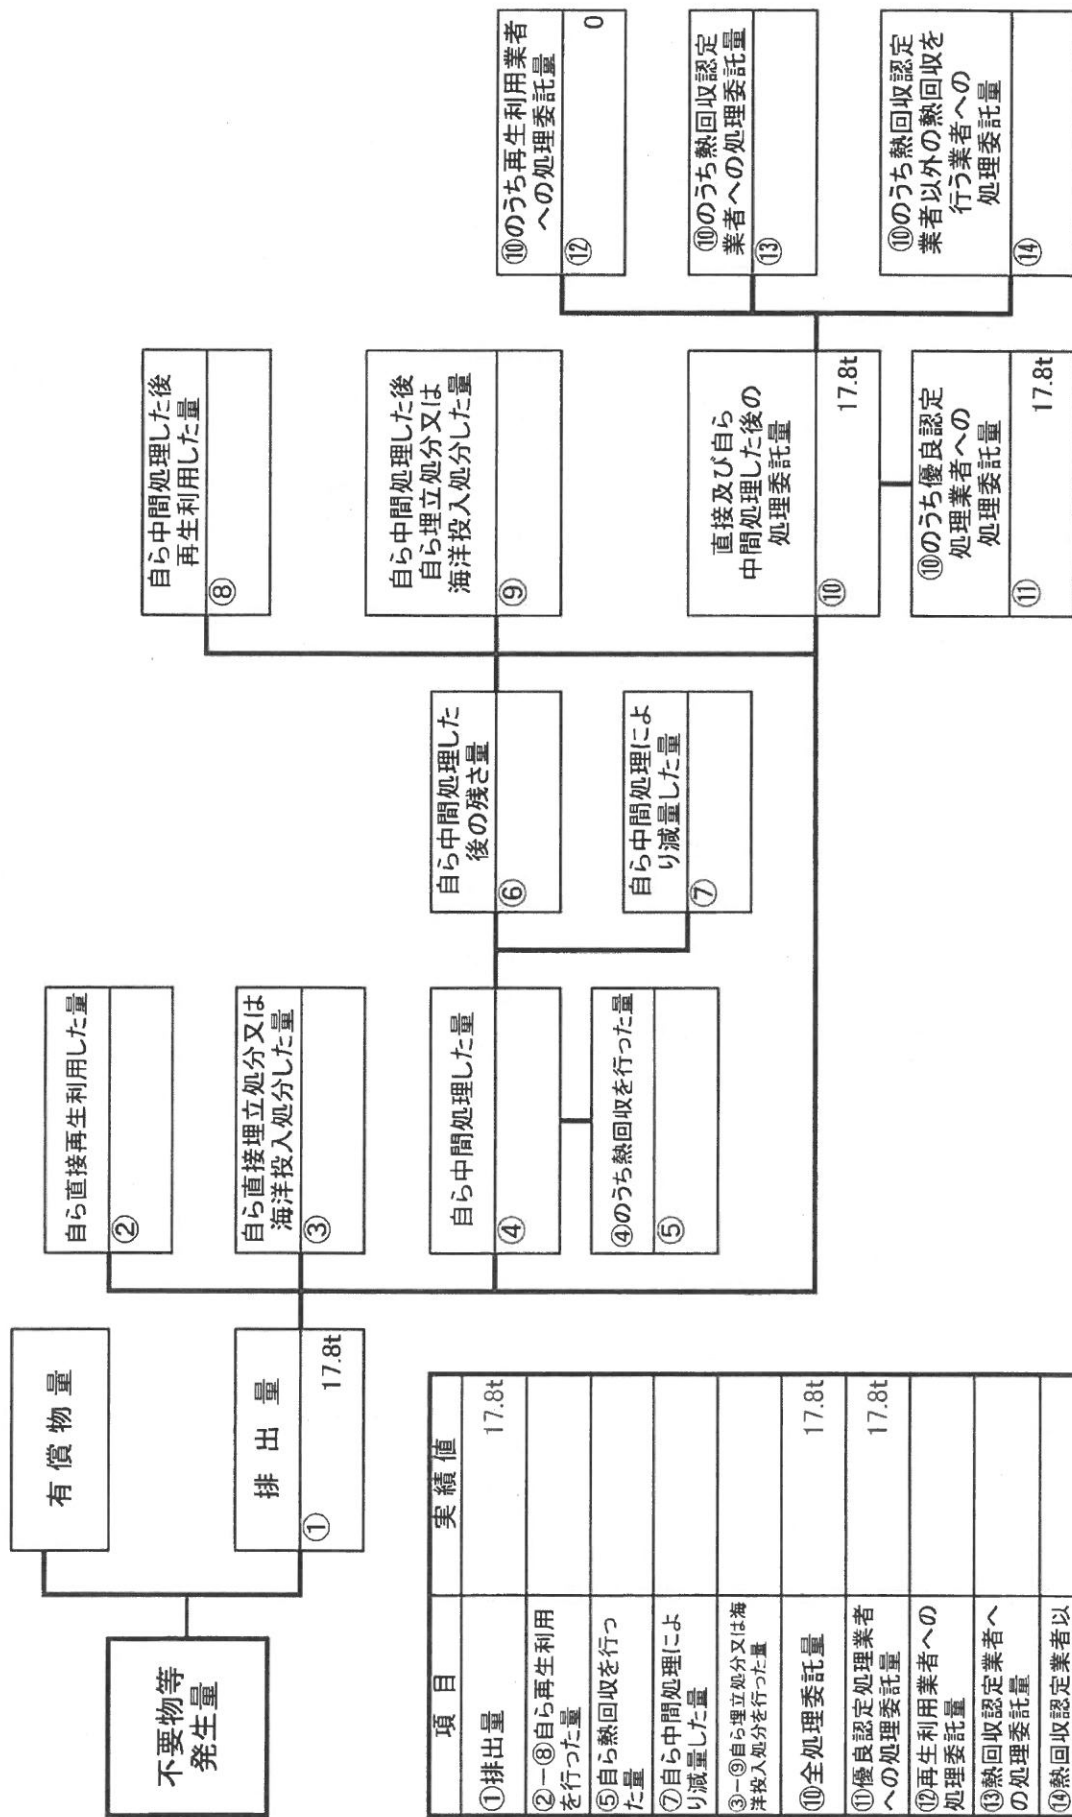 不要物等
発生量
有償物量
排出量
① 17.8t
自ら直接再生利用した量
②
自ら直接埋立処分又は
海洋投入処分した量
③
自ら中間処理した量
④
④のうち熱回収を行った量
⑤
自ら中間処理した
後の残さ量
⑥
自ら中間処理によ
り減量した量
⑦
自ら中間処理した後
再生利用した量
⑧
自ら中間処理した後
自ら埋立処分又は
海洋投入処分した量
⑨
直接及び自ら
中間処理した後の
処理委託量
⑩ 17.8t
⑩のうち優良認定
処理業者への
処理委託量
⑪ 17.8t
⑩のうち再生利用業者
への処理委託量
⑫ 0
⑩のうち熱回収認定
業者への処理委託量
⑬
⑩のうち熱回収認定
業者以外の熱回収を
行う業者への
処理委託量
⑭
項目 実績値
①排出量 17.8t
②ー⑧自ら再生利用
を行った量
⑤自ら熱回収を行っ
た量
⑦自ら中間処理によ
り減量した量
③ー⑨自ら埋立処分又は海
洋投入処分を行った量
⑩全処理委託量 17.8t
⑪優良認定処理業者
への処理委託量 17.8t
⑫再生利用業者への
処理委託量
⑬熱回収認定業者へ
の処理委託量
⑭熱回収認定業者以